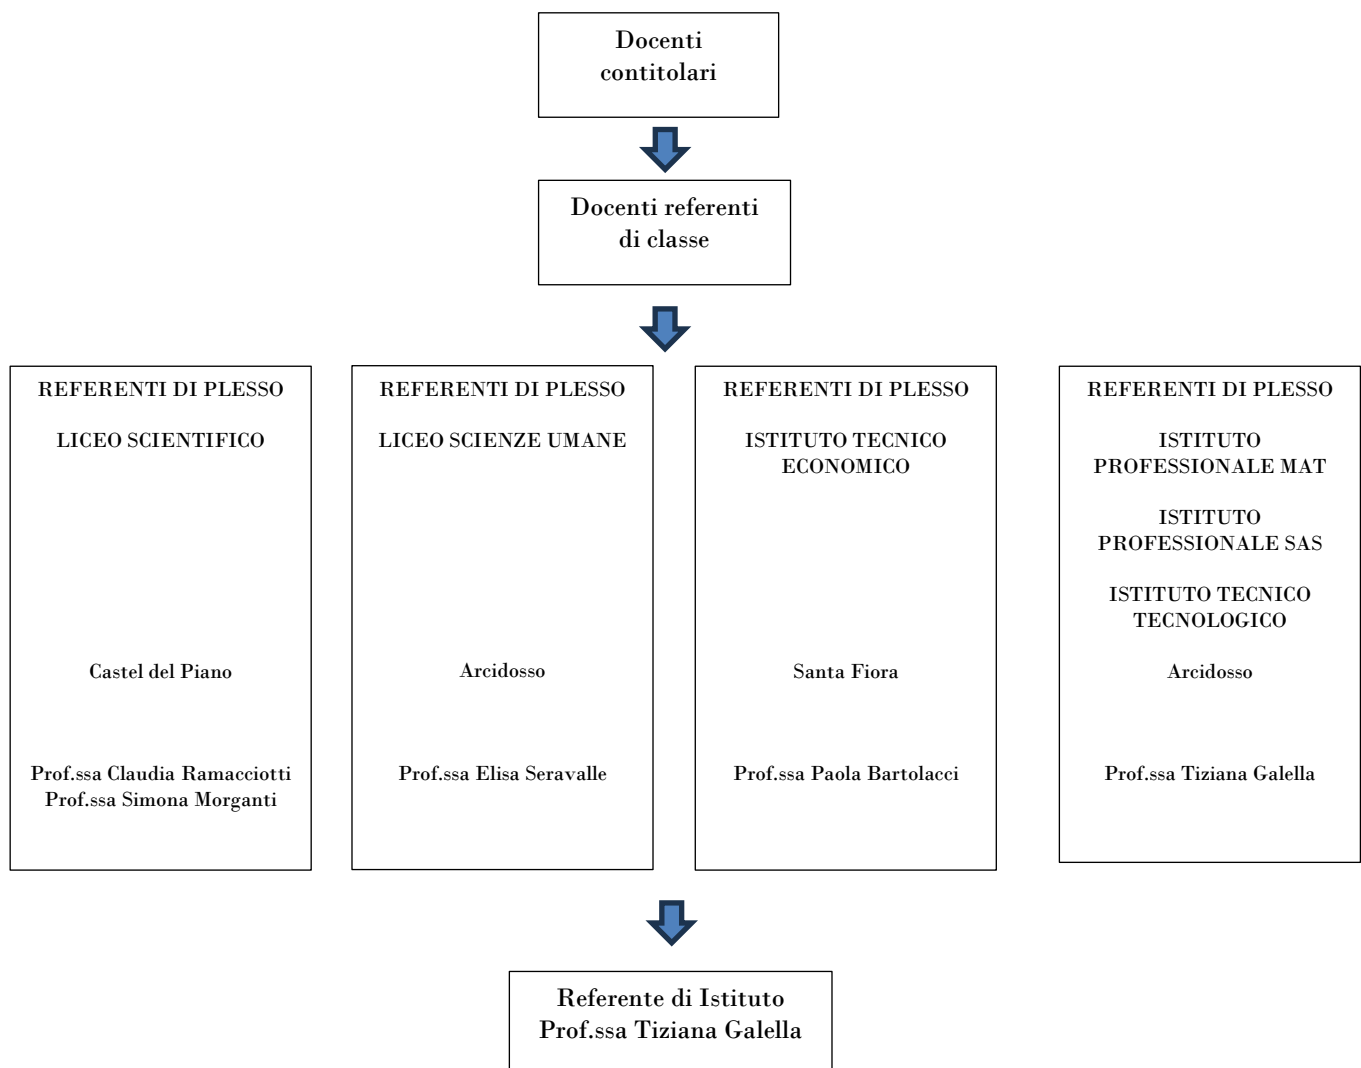 Docenti
contitolari
Docenti referenti
di classe
REFERENTI DI PLESSO
LICEO SCIENTIFICO
Castel del Piano
Prof.ssa Claudia Ramacciotti
Prof.ssa Simona Morganti
REFERENTI DI PLESSO
LICEO SCIENZE UMANE
Arcidosso
Prof.ssa Elisa Seravalle
REFERENTI DI PLESSO
ISTITUTO TECNICO
ECONOMICO
Santa Fiora
Prof.ssa Paola Bartolacci
REFERENTI DI PLESSO
ISTITUTO
PROFESSIONALE MAT
ISTITUTO
PROFESSIONALE SAS
ISTITUTO TECNICO
TECNOLOGICO
Arcidosso
Prof.ssa Tiziana Galella
Referente di Istituto
Prof.ssa Tiziana Galella